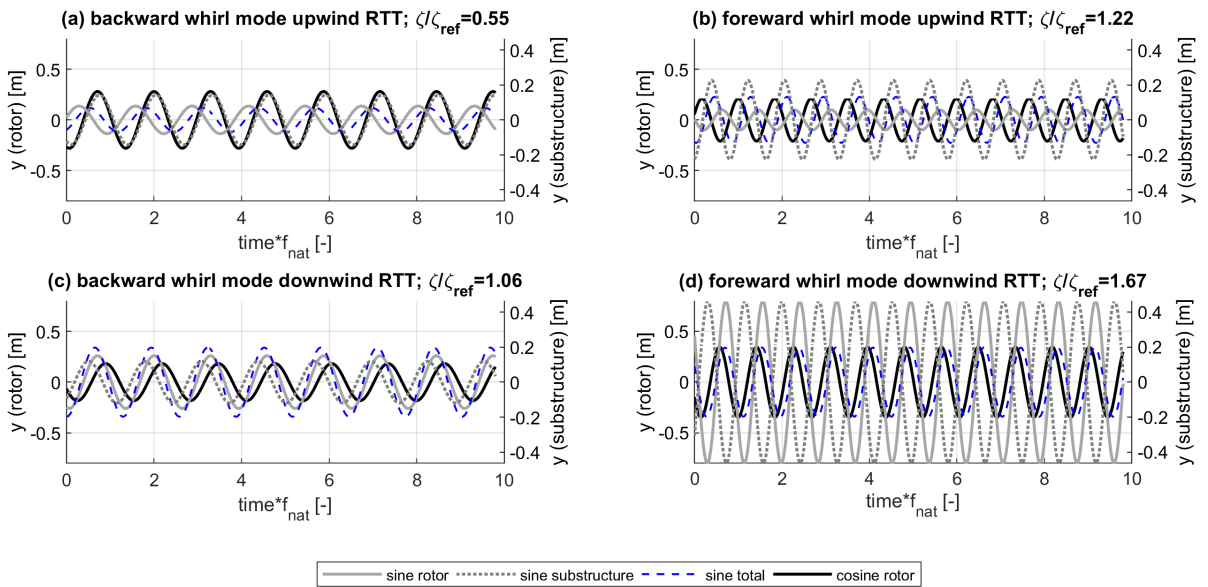 (a) backward whirl mode upwind RTT; ζ/ζref=0.55
(b) foreward whirl mode upwind RTT; ζ/ζref=1.22
y (rotor) [m]
0.5
0
-0.5
0.4
0.2
0
-0.2
-0.4
y (substructure) [m]
0 2 4 6 8 10
time*fnat [-]
y (rotor) [m]
0.5
0
-0.5
0.4
0.2
0
-0.2
-0.4
y (substructure) [m]
0 2 4 6 8 10
time*fnat [-]
(c) backward whirl mode downwind RTT; ζ/ζref=1.06
(d) foreward whirl mode downwind RTT; ζ/ζref=1.67
y (rotor) [m]
0.5
0
-0.5
0.4
0.2
0
-0.2
-0.4
y (substructure) [m]
0 2 4 6 8 10
time*fnat [-]
y (rotor) [m]
0.5
0
-0.5
0.4
0.2
0
-0.2
-0.4
y (substructure) [m]
0 2 4 6 8 10
time*fnat [-]
sine rotor sine substructure sine total cosine rotor